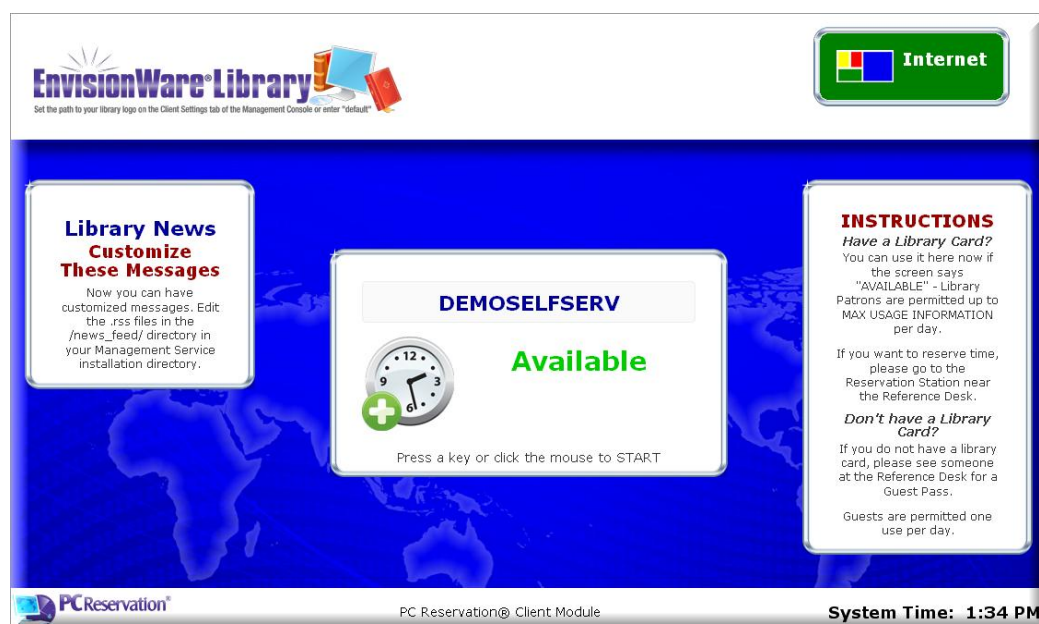 EnvisionWare® Library
Set the path to your library logo on the Client Settings tab of the Management Console or enter "default"
Internet
Library News
Customize
These Messages
Now you can have
customized messages. Edit
the .rss files in the
/news_feed/ directory in
your Management Service
installation directory.
DEMOSELFSERV
12
3
6
9
Available
Press a key or click the mouse to START
INSTRUCTIONS
Have a Library Card?
You can use it here now if
the screen says
"AVAILABLE" - Library
Patrons are permitted up to
MAX USAGE INFORMATION
per day.
If you want to reserve time,
please go to the
Reservation Station near
the Reference Desk.
Don't have a Library
Card?
If you do not have a library
card, please see someone
at the Reference Desk for a
Guest Pass.
Guests are permitted one
use per day.
PCReservation®
PC Reservation® Client Module
System Time: 1:34 PM